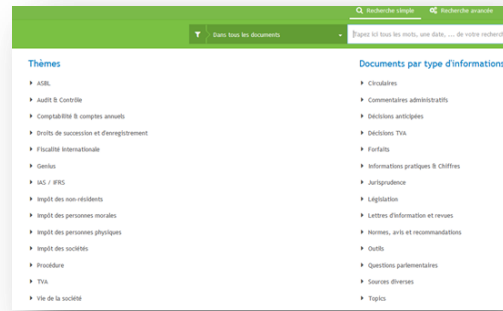 Recherche simple
Recherche avancée
Dans tous les documents
Tapez ici tous les mots, une date, ... de votre recherch
Thèmes
ASBL
Audit & Contrôle
Comptabilité & comptes annuels
Droits de succession et d'enregistrement
Fiscalité internationale
Genius
IAS / IFRS
Impôt des non-résidents
Impôt des personnes morales
Impôt des personnes physiques
Impôt des sociétés
Procédure
TVA
Vie de la société
Documents par type d'informations
Circulaires
Commentaires administratifs
Décisions anticipées
Décisions TVA
Forfaits
Informations pratiques & Chiffres
Jurisprudence
Législation
Lettres d'information et revues
Normes, avis et recommandations
Outils
Questions parlementaires
Sources diverses
Topics